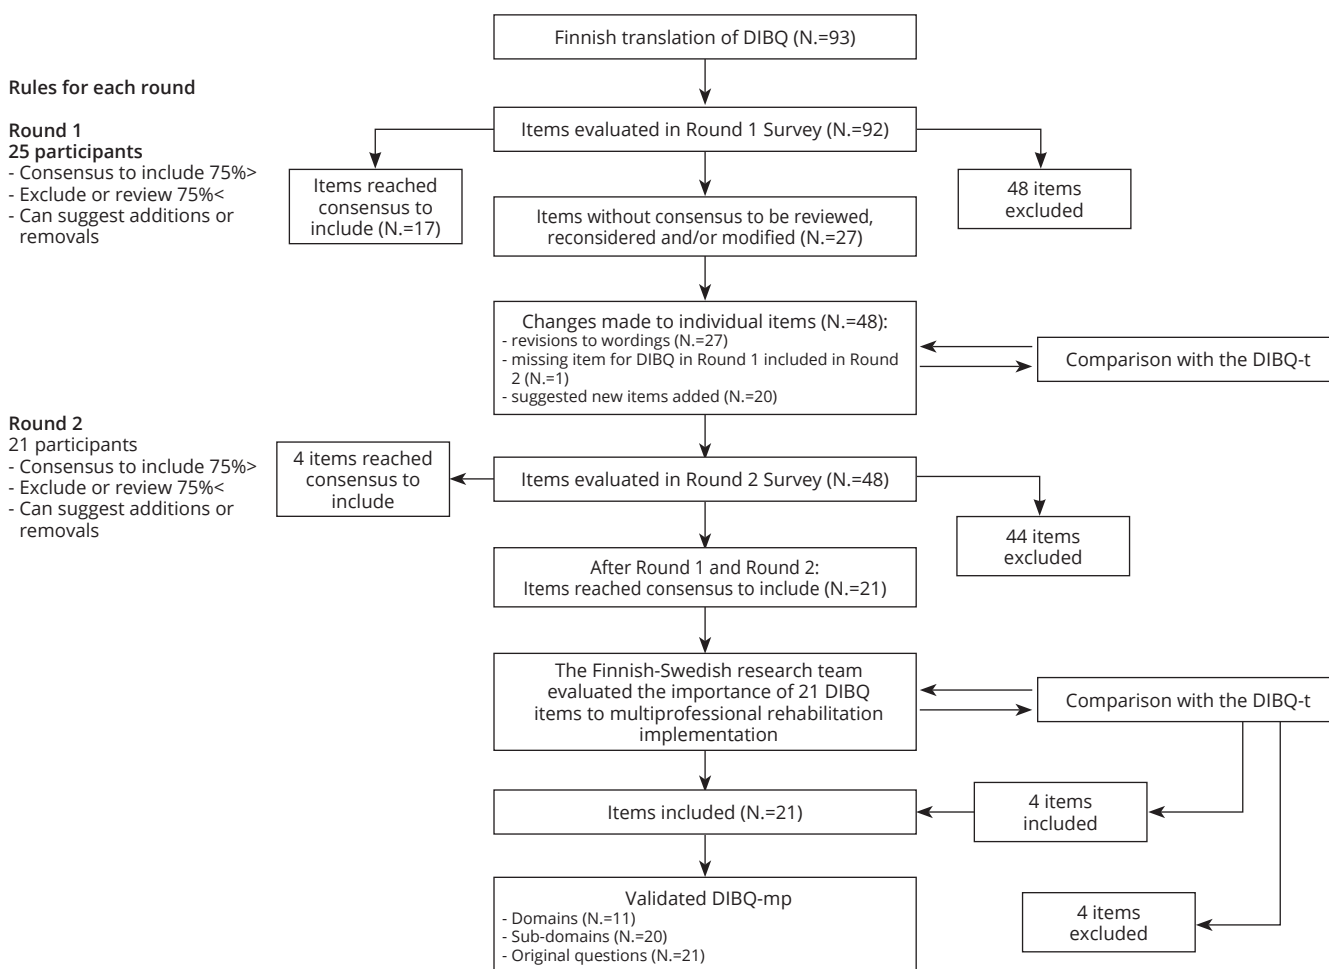 Finnish translation of DIBQ (N.=93)
Rules for each round
Round 1
25 participants
- Consensus to include 75%>
- Exclude or review 75%<
- Can suggest additions or
removals
Items evaluated in Round 1 Survey (N.=92)
Items reached
consensus to
include (N.=17)
48 items
excluded
Items without consensus to be reviewed,
reconsidered and/or modified (N.=27)
Changes made to individual items (N.=48):
- revisions to wordings (N.=27)
- missing item for DIBQ in Round 1 included in Round
2 (N.=1)
- suggested new items added (N.=20)
Comparison with the DIBQ-t
Round 2
21 participants
- Consensus to include 75%>
- Exclude or review 75%<
- Can suggest additions or
removals
4 items reached
consensus to
include
Items evaluated in Round 2 Survey (N.=48)
44 items
excluded
After Round 1 and Round 2:
Items reached consensus to include (N.=21)
The Finnish-Swedish research team
evaluated the importance of 21 DIBQ
items to multiprofessional rehabilitation
implementation
Comparison with the DIBQ-t
Items included (N.=21)
4 items
included
Validated DIBQ-mp
- Domains (N.=11)
- Sub-domains (N.=20)
- Original questions (N.=21)
4 items
excluded